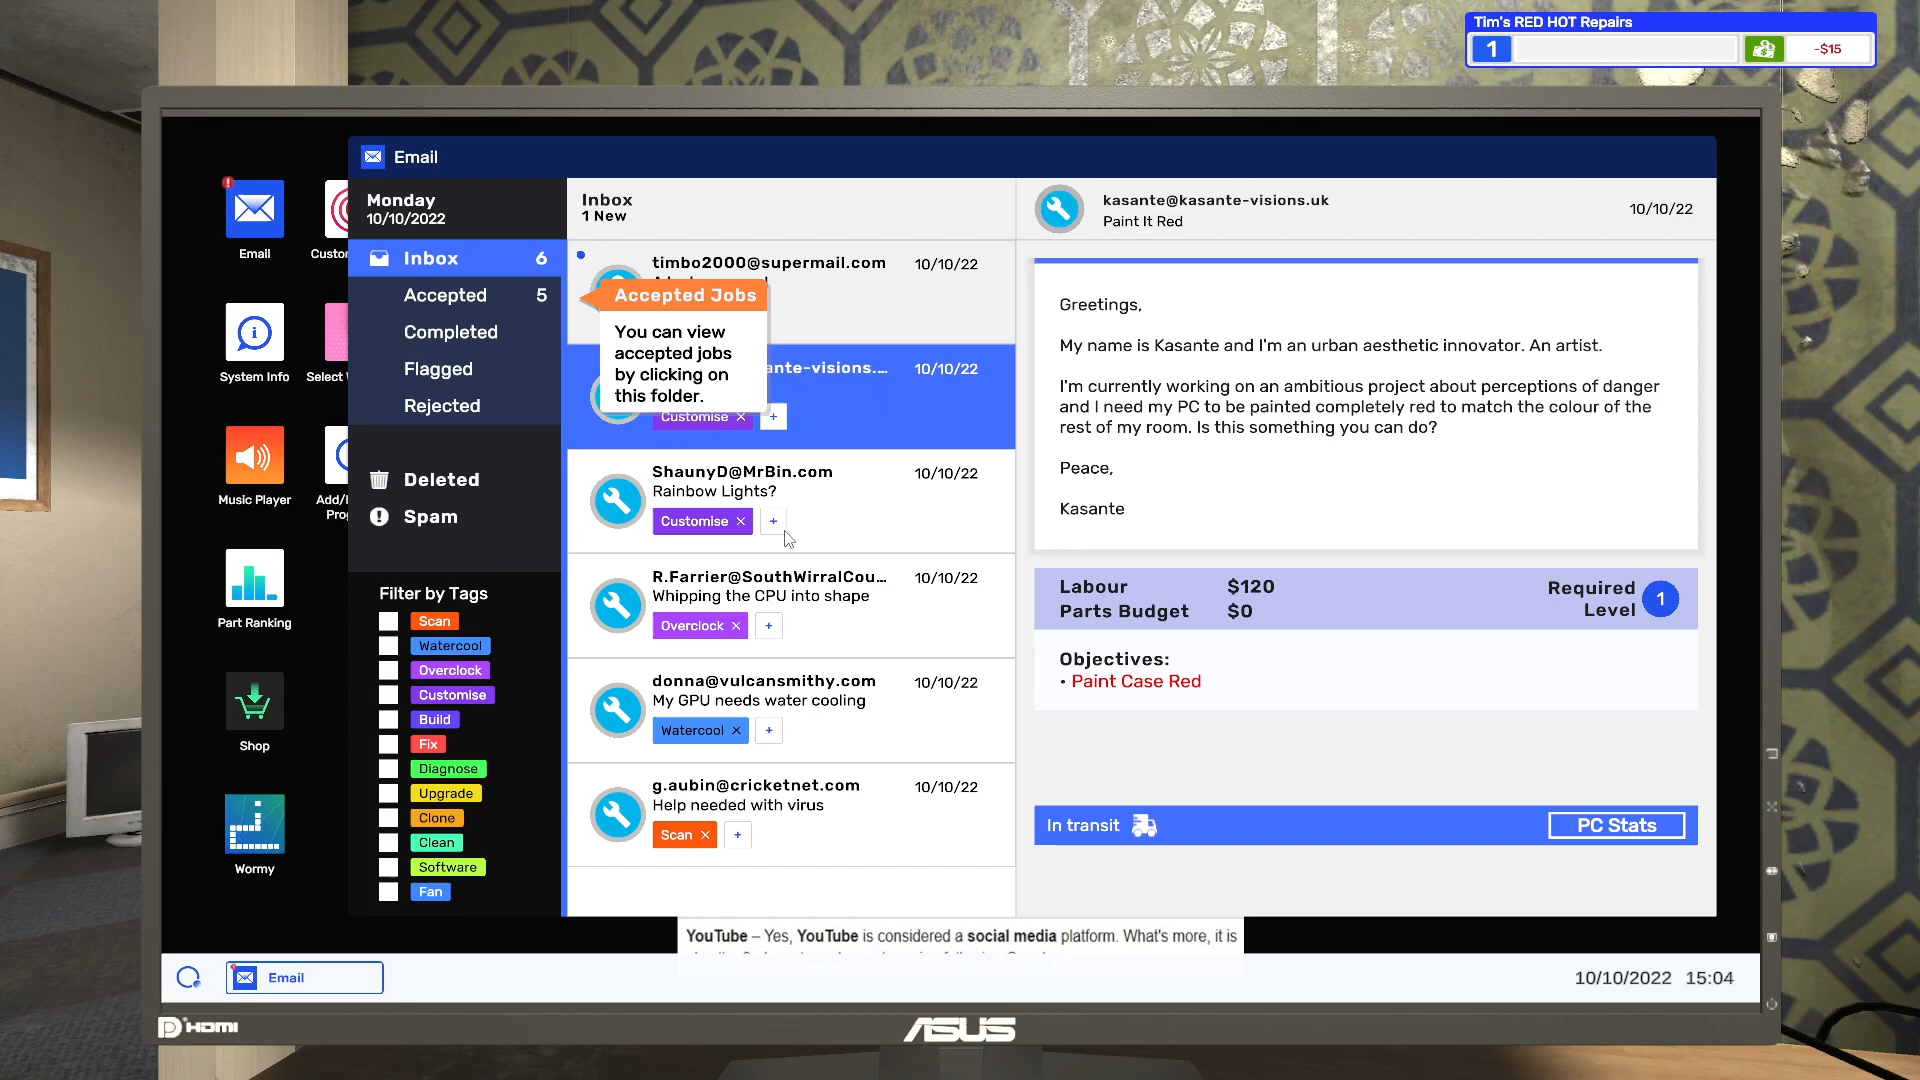 Tim's RED HOT Repairs
1
-$15
Email
Monday
10/10/2022
Inbox 6
Accepted 5
Completed
Flagged
Rejected
Deleted
Spam
Filter by Tags
Scan
Watercool
Overclock
Customise
Build
Fix
Diagnose
Upgrade
Clone
Clean
Software
Fan
Email
System Info
Music Player
Part Ranking
Shop
Wormy
Inbox
1 New
timbo2000@supermail.com 10/10/22
Accepted Jobs
You can view
accepted jobs
by clicking on
this folder.
ante-visions.... 10/10/22
Customise × +
ShaunyD@MrBin.com 10/10/22
Rainbow Lights?
Customise × +
R.Farrier@SouthWirralCou... 10/10/22
Whipping the CPU into shape
Overclock × +
donna@vulcansmithy.com 10/10/22
My GPU needs water cooling
Watercool × +
g.aubin@cricketnet.com 10/10/22
Help needed with virus
Scan × +
kasante@kasante-visions.uk
Paint It Red
10/10/22
Greetings,
My name is Kasante and I'm an urban aesthetic innovator. An artist.
I'm currently working on an ambitious project about perceptions of danger
and I need my PC to be painted completely red to match the colour of the
rest of my room. Is this something you can do?
Peace,
Kasante
Labour $120
Parts Budget $0
Required
Level 1
Objectives:
• Paint Case Red
In transit
PC Stats
YouTube – Yes, YouTube is considered a social media platform. What's more, it is
Email
10/10/2022 15:04
HDMI
ASUS